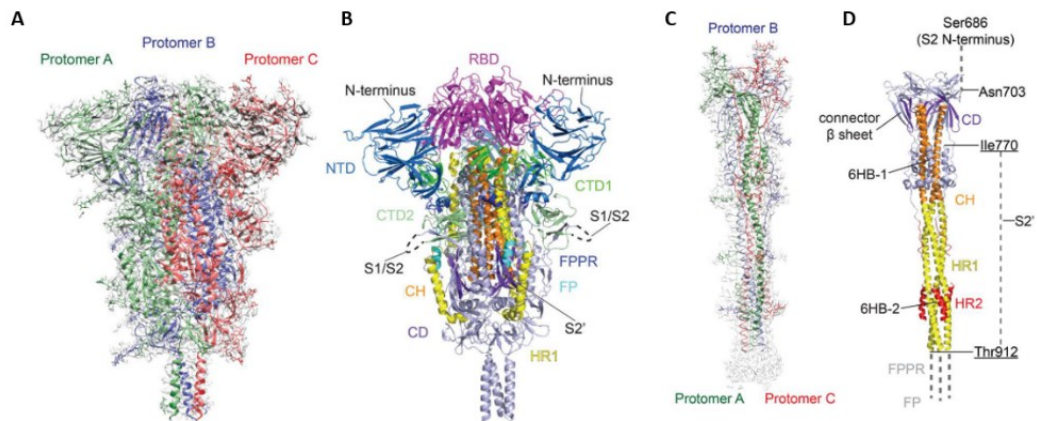 A
Protomer A
Protomer B
Protomer C
B
RBD
N-terminus
N-terminus
NTD
CTD1
CTD2
S1/S2
S1/S2
FPPR
CH
FP
CD
S2'
HR1
C
Protomer B
Protomer A
Protomer C
D
Ser686
(S2 N-terminus)
Asn703
CD
connector
β sheet
Ile770
6HB-1
CH
S2'
HR1
6HB-2
HR2
Thr912
FPPR
FP